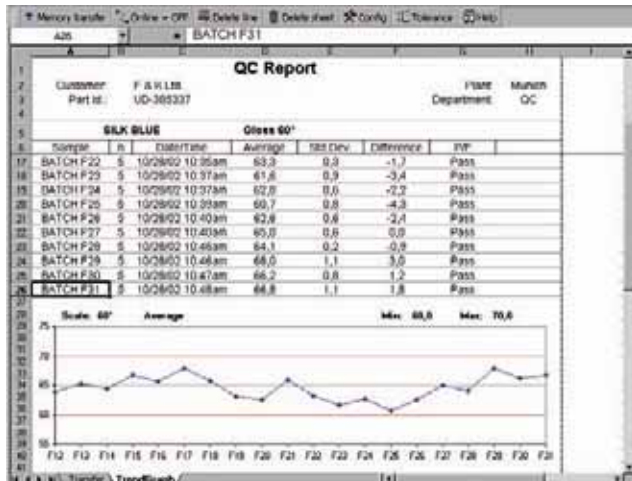 Memory transfer Online = OFF Delete line Delete sheet Config Tolerance Help
A26 BATCH F31
A B C D E F G H I
QC Report
Customer: F & K Ltd. Plant Munich
Part Id.: UD-385337 Department QC
SILK BLUE Gloss 60°
Sample n Date/Time Average Std.Dev. Difference P/F
BATCH F22 5 10/28/02 10:35am 63,3 0,3 -1,7 Pass
BATCH F23 5 10/28/02 10:37am 61,6 0,9 -3,4 Pass
BATCH F24 5 10/28/02 10:37am 62,8 0,6 -2,2 Pass
BATCH F25 5 10/28/02 10:39am 60,7 0,8 -4,3 Pass
BATCH F26 5 10/28/02 10:40am 62,6 0,6 -2,4 Pass
BATCH F27 5 10/28/02 10:40am 65,0 0,6 0,0 Pass
BATCH F28 5 10/28/02 10:45am 64,1 0,2 -0,9 Pass
BATCH F29 5 10/28/02 10:46am 68,0 1,1 3,0 Pass
BATCH F30 5 10/28/02 10:47am 66,2 0,8 1,2 Pass
BATCH F31 5 10/28/02 10:48am 66,8 1,1 1,8 Pass
Scale: 60° Average Min: 60,0 Max: 70,0
75
70
65
60
55
F12 F13 F14 F15 F16 F17 F18 F19 F20 F21 F22 F23 F24 F25 F26 F27 F28 F29 F30 F31
Transfer TrendGraph